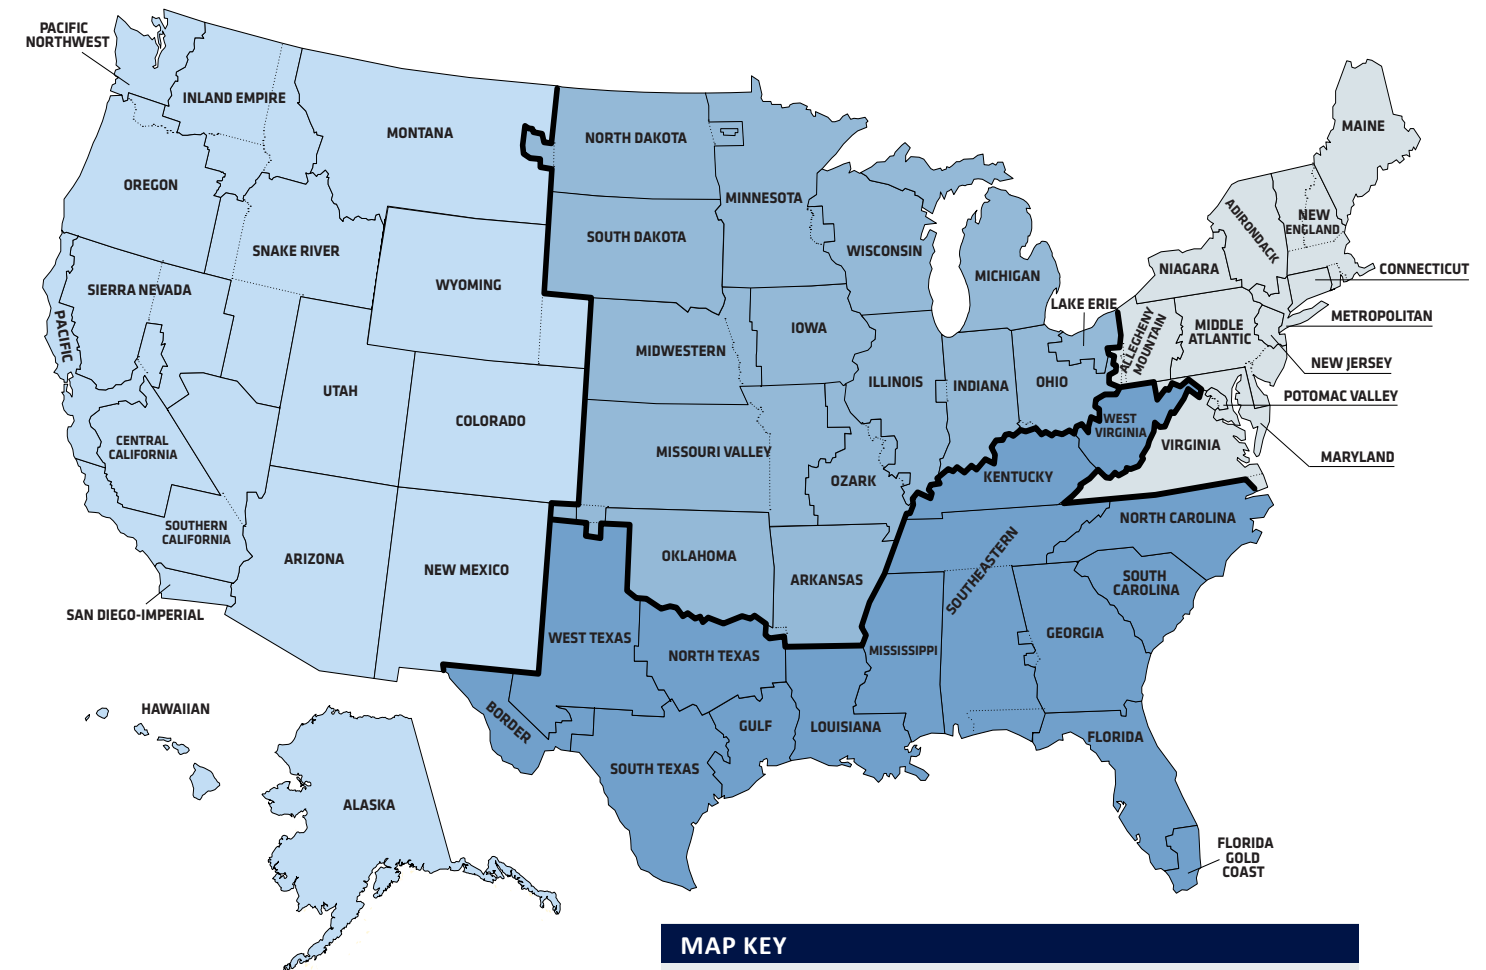 PACIFIC
NORTHWEST
INLAND EMPIRE
MONTANA
NORTH DAKOTA
MAINE
OREGON
MINNESOTA
ADIRONDACK
NEW
ENGLAND
SNAKE RIVER
SOUTH DAKOTA
WISCONSIN
MICHIGAN
NIAGARA
CONNECTICUT
SIERRA NEVADA
WYOMING
LAKE ERIE
METROPOLITAN
PACIFIC
MIDWESTERN
IOWA
ALLEGHENY
MOUNTAIN
MIDDLE
ATLANTIC
NEW JERSEY
UTAH
ILLINOIS
INDIANA
OHIO
POTOMAC VALLEY
COLORADO
WEST
VIRGINIA
CENTRAL
CALIFORNIA
MISSOURI VALLEY
VIRGINIA
MARYLAND
OZARK
KENTUCKY
SOUTHERN
CALIFORNIA
NORTH CAROLINA
ARIZONA
NEW MEXICO
OKLAHOMA
ARKANSAS
SOUTHEASTERN
SOUTH
CAROLINA
SAN DIEGO-IMPERIAL
WEST TEXAS
NORTH TEXAS
MISSISSIPPI
GEORGIA
HAWAIIAN
BORDER
GULF
LOUISIANA
FLORIDA
SOUTH TEXAS
ALASKA
FLORIDA
GOLD
COAST
MAP KEY